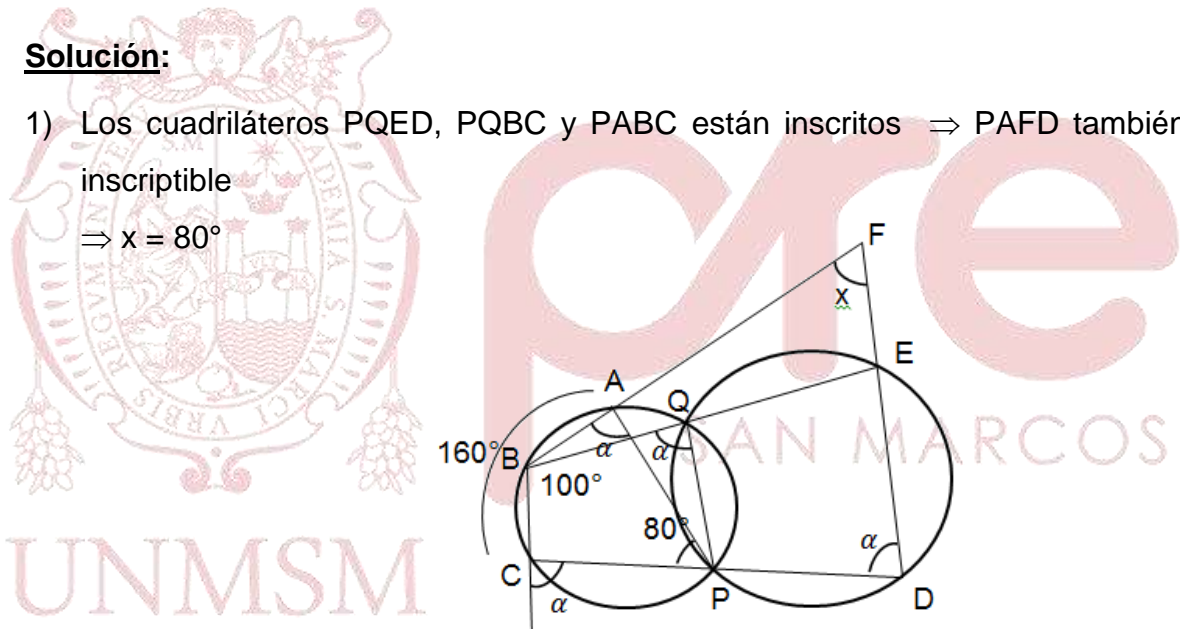 Solución:
1) Los cuadriláteros PQED, PQBC y PABC están inscritos ⇒ PAFD también
inscriptible
⇒ x = 80°
F
x
E
A
Q
160°
B
α
α
100°
80°
α
C
α
P
D
pre
SAN MARCOS
UNMSM